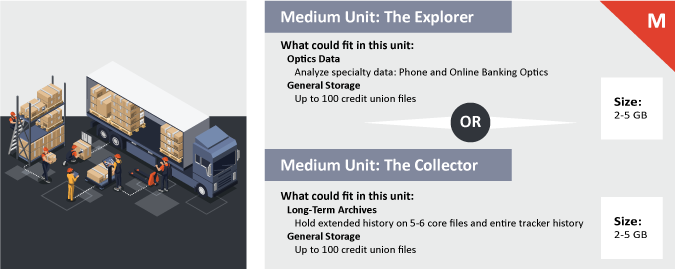 Medium Unit: The Explorer
M
What could fit in this unit:
Optics Data
Analyze specialty data: Phone and Online Banking Optics
General Storage
Up to 100 credit union files
Size:
2-5 GB
OR
Medium Unit: The Collector
What could fit in this unit:
Long-Term Archives
Hold extended history on 5-6 core files and entire tracker history
General Storage
Up to 100 credit union files
Size:
2-5 GB